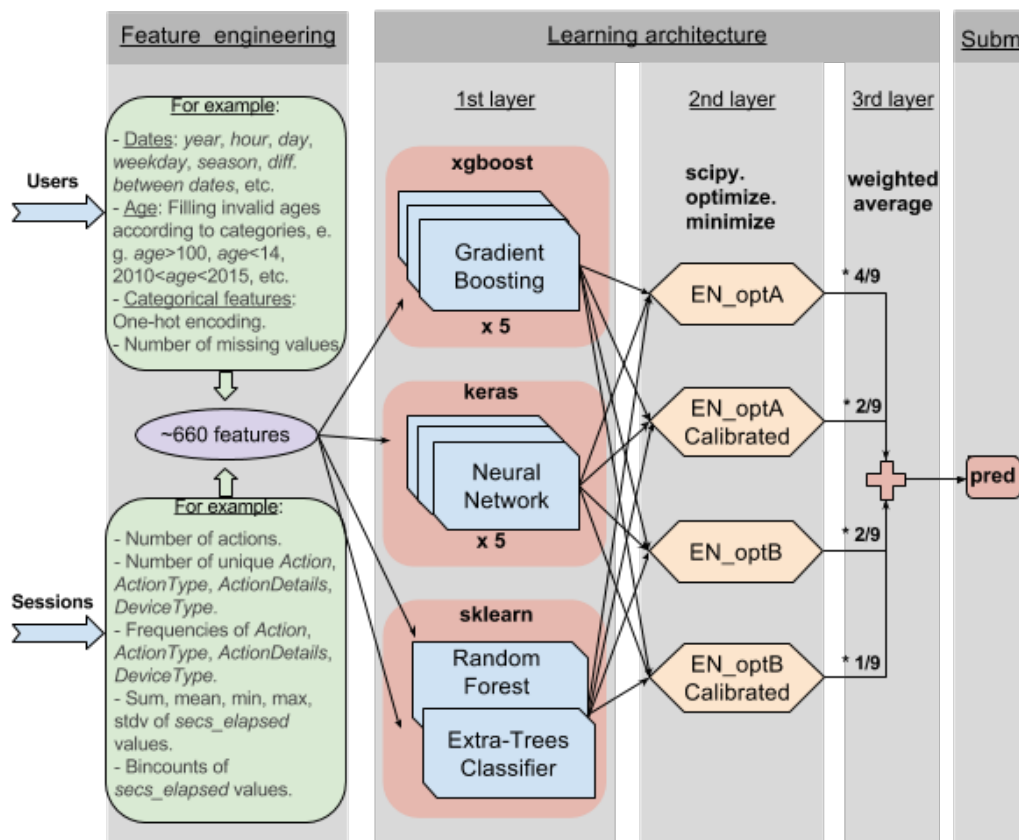 Feature engineering
Learning architecture
Subm
For example:
- Dates: year, hour, day,
weekday, season, diff.
between dates, etc.
- Age: Filling invalid ages
according to categories, e.
g. age>100, age<14,
2010<age<2015, etc.
- Categorical features:
One-hot encoding.
- Number of missing values
Users
~660 features
For example:
- Number of actions.
- Number of unique Action,
ActionType, ActionDetails,
DeviceType.
- Frequencies of Action,
ActionType, ActionDetails,
DeviceType.
- Sum, mean, min, max,
stdv of secs_elapsed
values.
- Bincounts of
secs_elapsed values.
Sessions
1st layer
xgboost
Gradient
Boosting
x 5
keras
Neural
Network
x 5
sklearn
Random
Forest
Extra-Trees
Classifier
2nd layer
scipy.
optimize.
minimize
EN_optA
EN_optA
Calibrated
EN_optB
EN_optB
Calibrated
3rd layer
weighted
average
* 4/9
* 2/9
* 2/9
* 1/9
pred